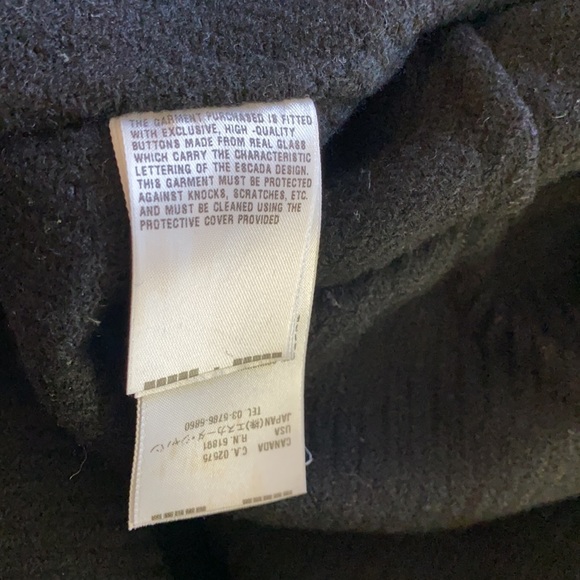 THE GARMENT PURCHASED IS FITTED
WITH EXCLUSIVE, HIGH -QUALITY
BUTTONS MADE FROM REAL GLASS
WHICH CARRY THE CHARACTERISTIC
LETTERING OF THE ESCADA DESIGN.
THIS GARMENT MUST BE PROTECTED
AGAINST KNOCKS, SCRATCHES, ETC.
AND MUST BE CLEANED USING THE
PROTECTIVE COVER PROVIDED
CANADA C.A. 02575
USA R.N. 61891
JAPAN (株)エスカーダ・ジャパン
TEL 03-5786-6860